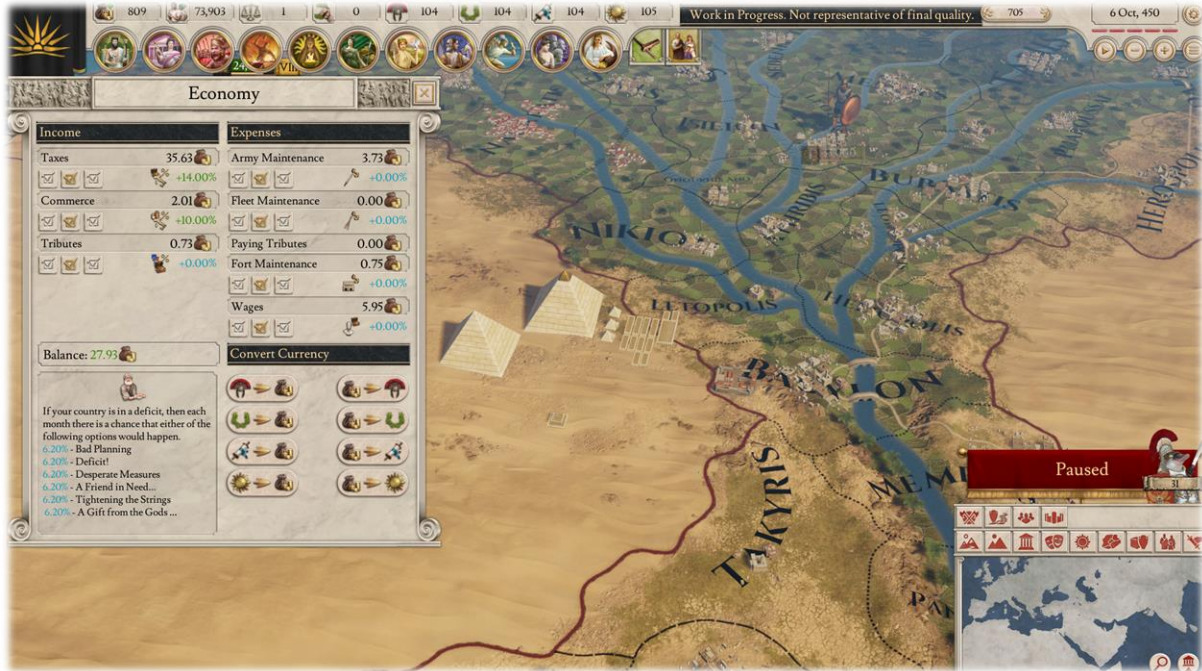 809 73,903 1 0 104 104 104 105 Work in Progress. Not representative of final quality. 705 6 Oct, 450
Economy
Income Expenses
Taxes 35.63 Army Maintenance 3.73
+14.00% +0.00%
Commerce 2.01 Fleet Maintenance 0.00
+10.00% +0.00%
Tributes 0.73 Paying Tributes 0.00
+0.00% Fort Maintenance 0.75
+0.00%
Wages 5.95
+0.00%
Balance: 27.93 Convert Currency
If your country is in a deficit, then each
month there is a chance that either of the
following options would happen.
6.20% - Bad Planning
6.20% - Deficit!
6.20% - Desperate Measures
6.20% - A Friend in Need...
6.20% - Tightening the Strings
6.20% - A Gift from the Gods ...
NIKIO
LETOPOLIS
BABYLON
TAKYRIS
Paused
31